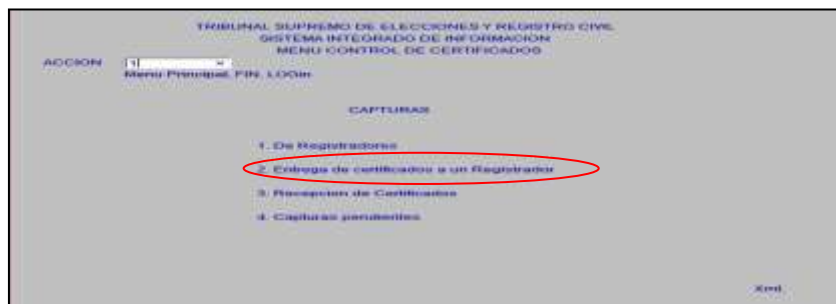 TRIBUNAL SUPREMO DE ELECCIONES Y REGISTRO CIVIL
SISTEMA INTEGRADO DE INFORMACION
MENU CONTROL DE CERTIFICADOS
ACCION 1
Menu Principal, FIN, LOGin
CAPTURAS
1. De Registradores
2. Entrega de certificados a un Registrador
3. Recepcion de Certificados
4. Capturas pendientes